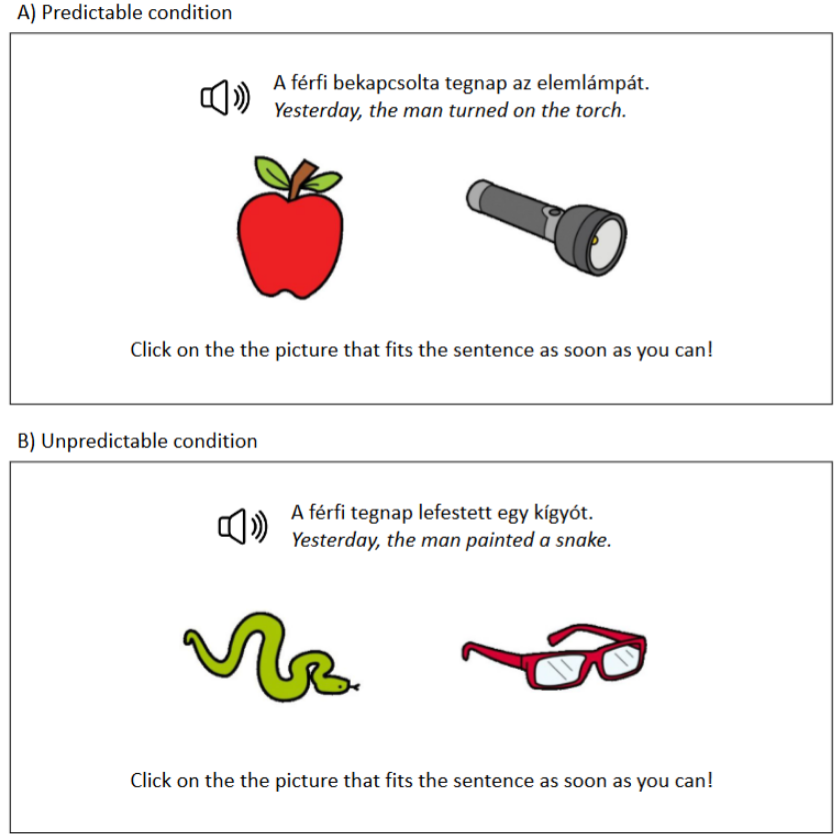 A) Predictable condition
A férfi bekapcsolta tegnap az elemlámpát.
Yesterday, the man turned on the torch.
Click on the the picture that fits the sentence as soon as you can!
B) Unpredictable condition
A férfi tegnap lefestett egy kígyót.
Yesterday, the man painted a snake.
Click on the the picture that fits the sentence as soon as you can!